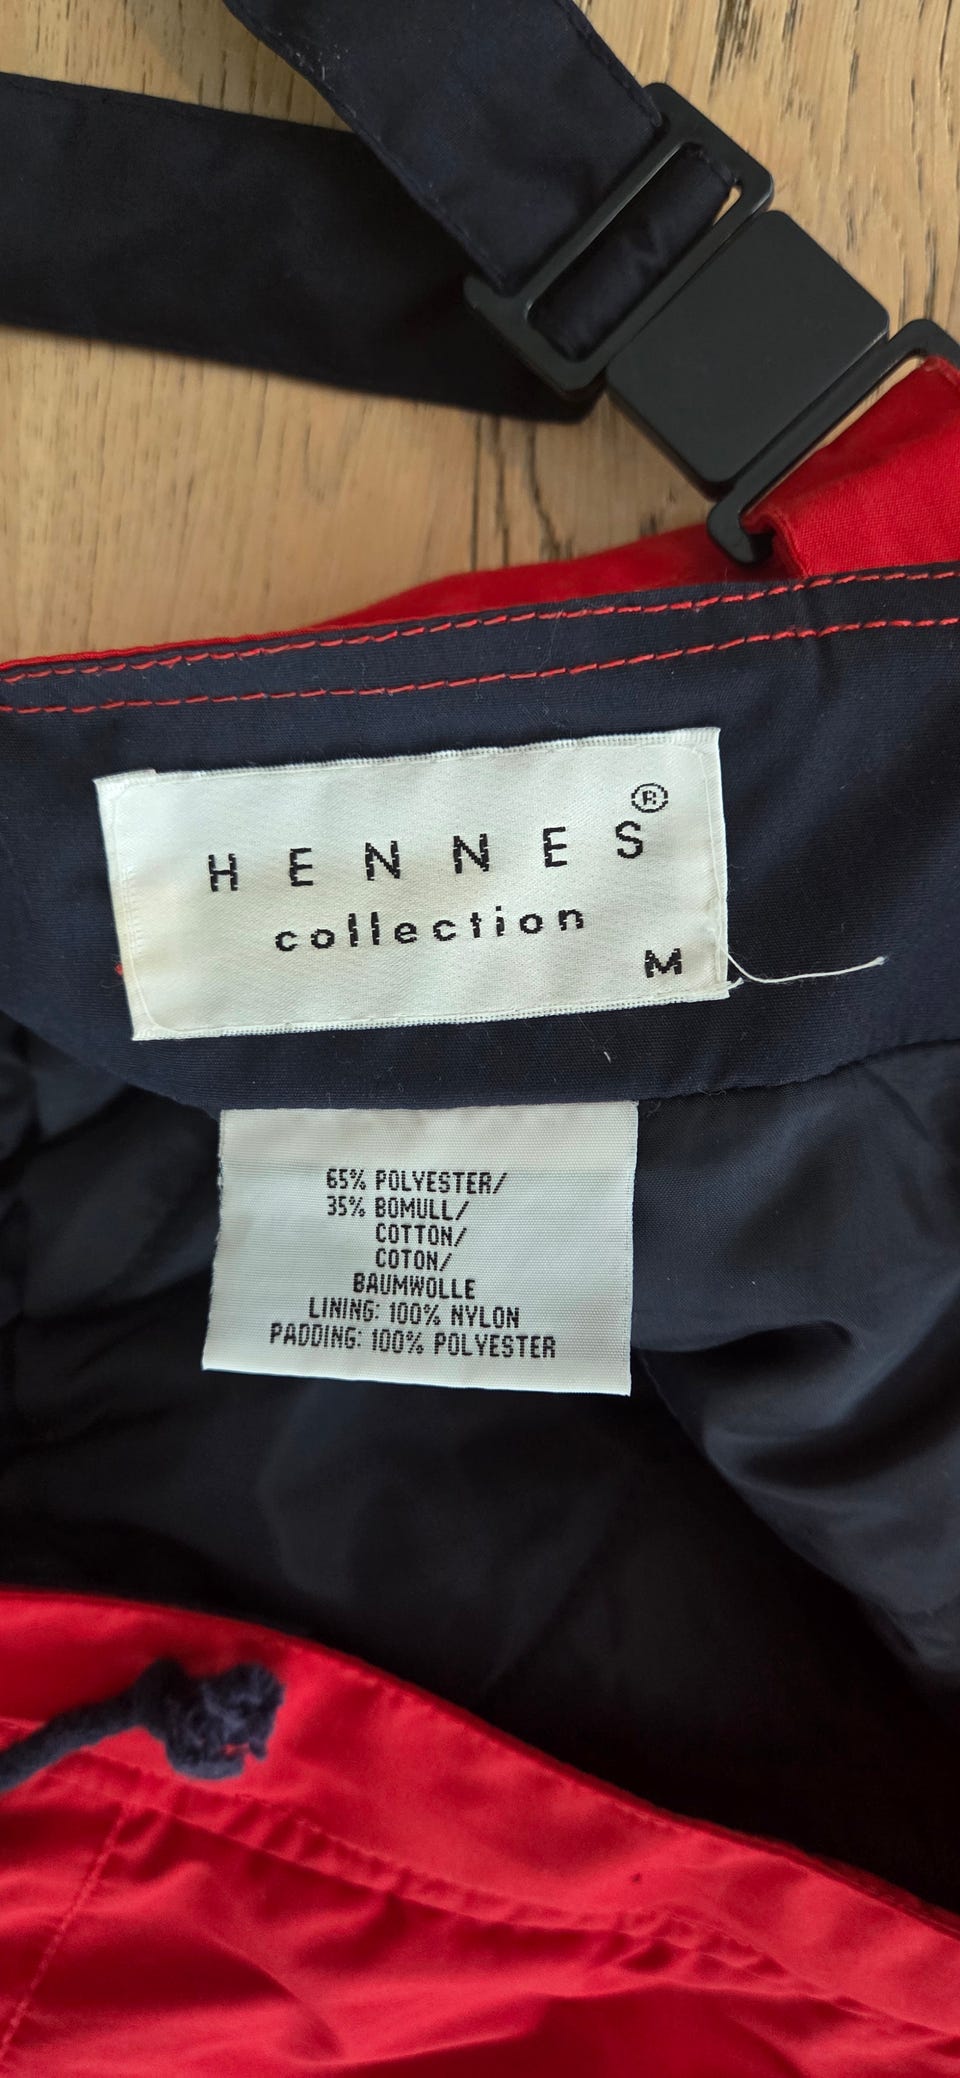 HENNES®
collection
M
65% POLYESTER/
35% BOMULL/
COTTON/
COTON/
BAUMWOLLE
LINING: 100% NYLON
PADDING: 100% POLYESTER